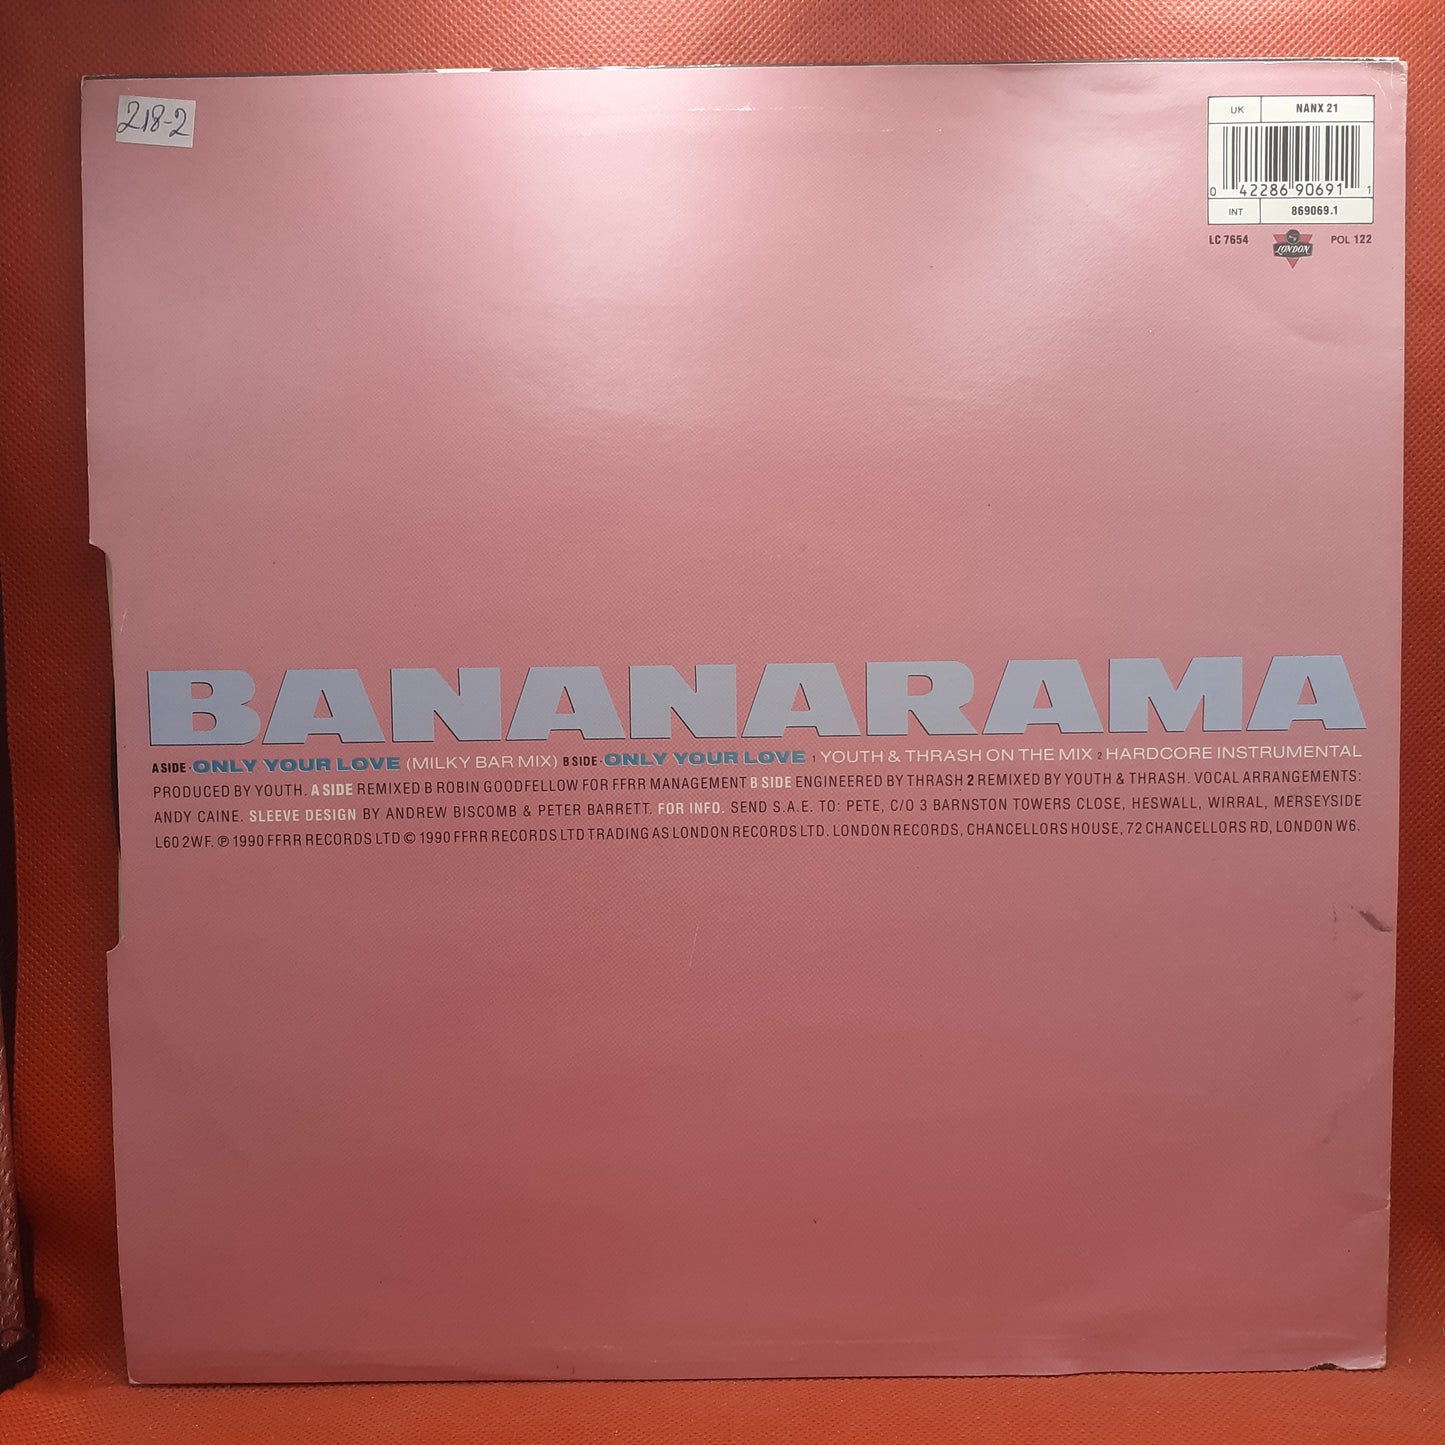 218-2
UK NANX 21
0 42286 90691 1
INT 869069.1
LC 7654 LONDON POL 122
BANANARAMA
A SIDE · ONLY YOUR LOVE (MILKY BAR MIX) B SIDE · ONLY YOUR LOVE 1 YOUTH & THRASH ON THE MIX 2 HARDCORE INSTRUMENTAL
PRODUCED BY YOUTH. A SIDE REMIXED B ROBIN GOODFELLOW FOR FFRR MANAGEMENT B SIDE ENGINEERED BY THRASH 2 REMIXED BY YOUTH & THRASH. VOCAL ARRANGEMENTS:
ANDY CAINE. SLEEVE DESIGN BY ANDREW BISCOMB & PETER BARRETT. FOR INFO. SEND S.A.E. TO: PETE, C/O 3 BARNSTON TOWERS CLOSE, HESWALL, WIRRAL, MERSEYSIDE
L60 2WF. ℗ 1990 FFRR RECORDS LTD © 1990 FFRR RECORDS LTD TRADING AS LONDON RECORDS LTD. LONDON RECORDS, CHANCELLORS HOUSE, 72 CHANCELLORS RD, LONDON W6.